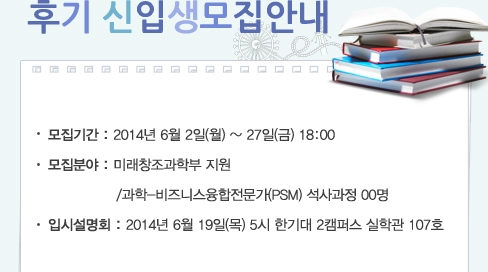 후기 신입생모집안내
· 모집기간 : 2014년 6월 2일(월) ~ 27일(금) 18:00
· 모집분야 : 미래창조과학부 지원
/과학-비즈니스융합전문가(PSM) 석사과정 00명
· 입시설명회 : 2014년 6월 19일(목) 5시 한기대 2캠퍼스 실학관 107호